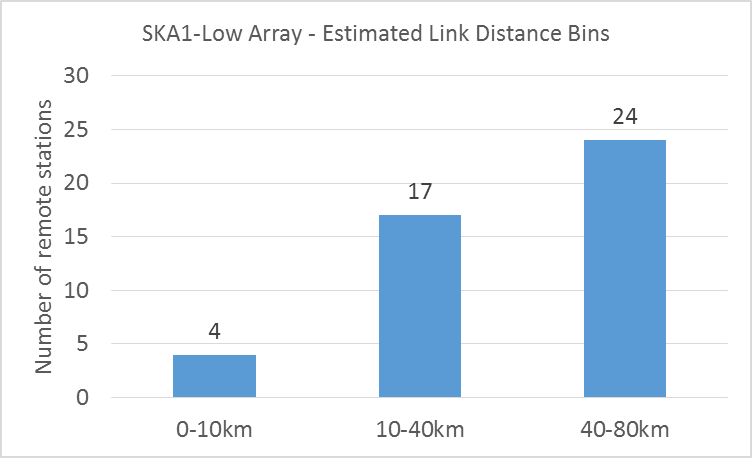 SKA1-Low Array - Estimated Link Distance Bins
Number of remote stations
30
25
20
15
10
5
0
4
17
24
0-10km
10-40km
40-80km